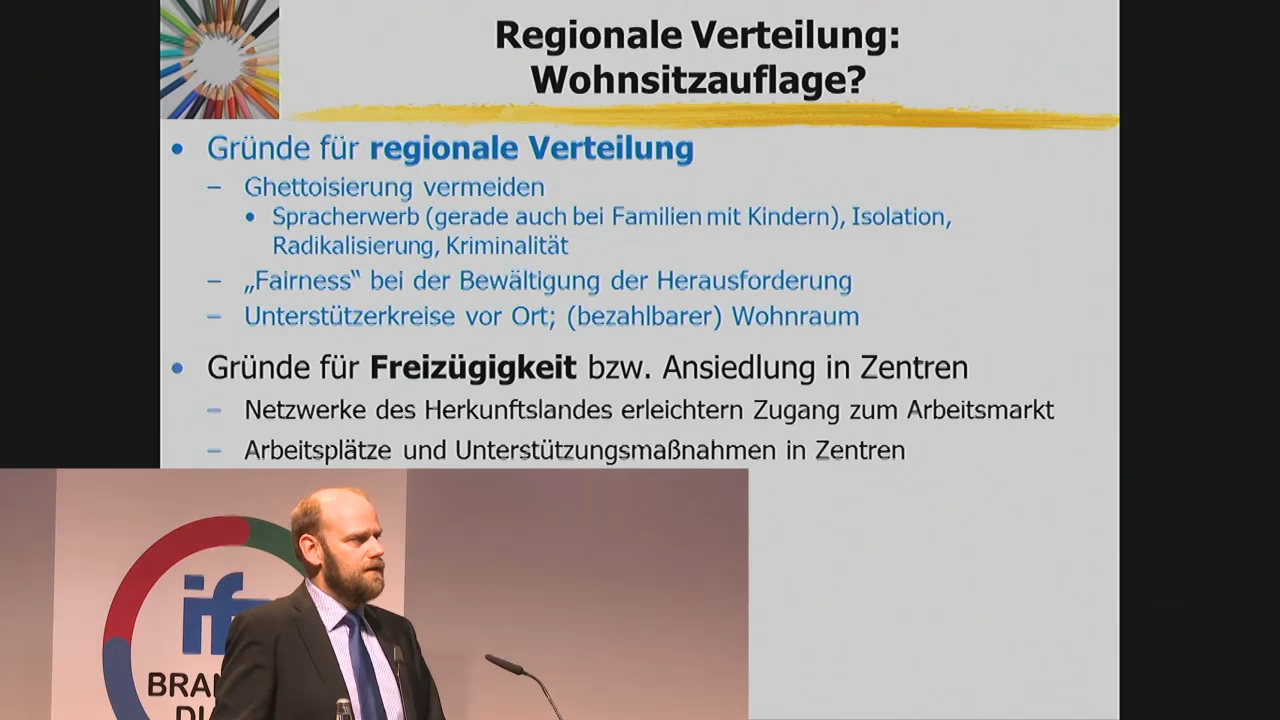 Regionale Verteilung:
Wohnsitzauflage?
• Gründe für regionale Verteilung
– Ghettoisierung vermeiden
• Spracherwerb (gerade auch bei Familien mit Kindern), Isolation,
Radikalisierung, Kriminalität
– „Fairness“ bei der Bewältigung der Herausforderung
– Unterstützerkreise vor Ort; (bezahlbarer) Wohnraum
• Gründe für Freizügigkeit bzw. Ansiedlung in Zentren
– Netzwerke des Herkunftslandes erleichtern Zugang zum Arbeitsmarkt
– Arbeitsplätze und Unterstützungsmaßnahmen in Zentren